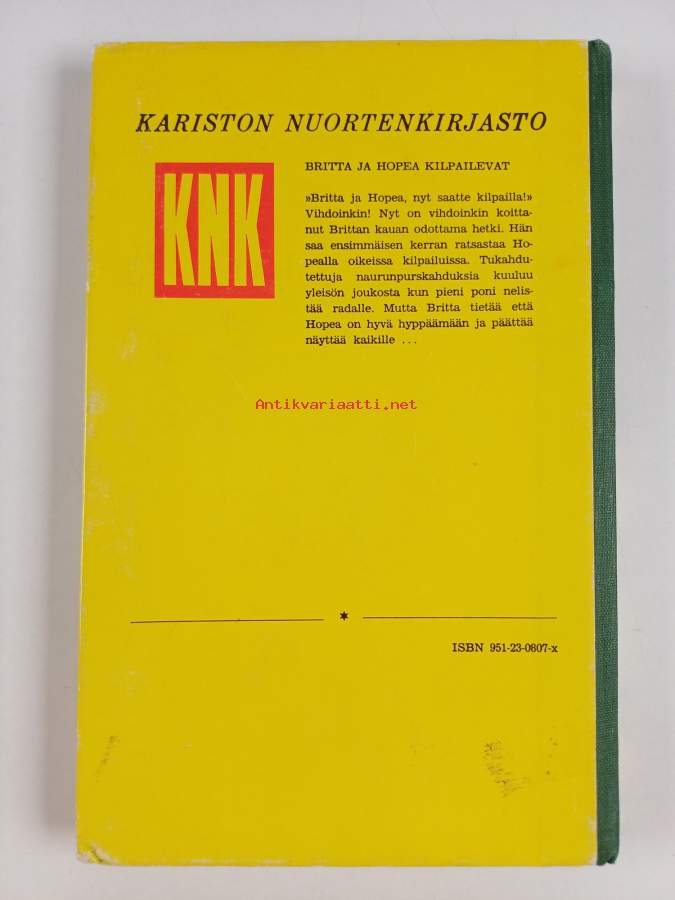 KARISTON NUORTENKIRJASTO
KNK
BRITTA JA HOPEA KILPAILEVAT
»Britta ja Hopea, nyt saatte kilpailla!»
Vihdoinkin! Nyt on vihdoinkin koitta-
nut Brittan kauan odottama hetki. Hän
saa ensimmäisen kerran ratsastaa Ho-
pealla oikeissa kilpailuissa. Tukahdu-
tettuja naurunpurskahduksia kuuluu
yleisön joukosta kun pieni poni nelis-
tää radalle. Mutta Britta tietää että
Hopea on hyvä hyppäämään ja päättää
näyttää kaikille ...
Antikvariaatti.net
ISBN 951-23-0807-x